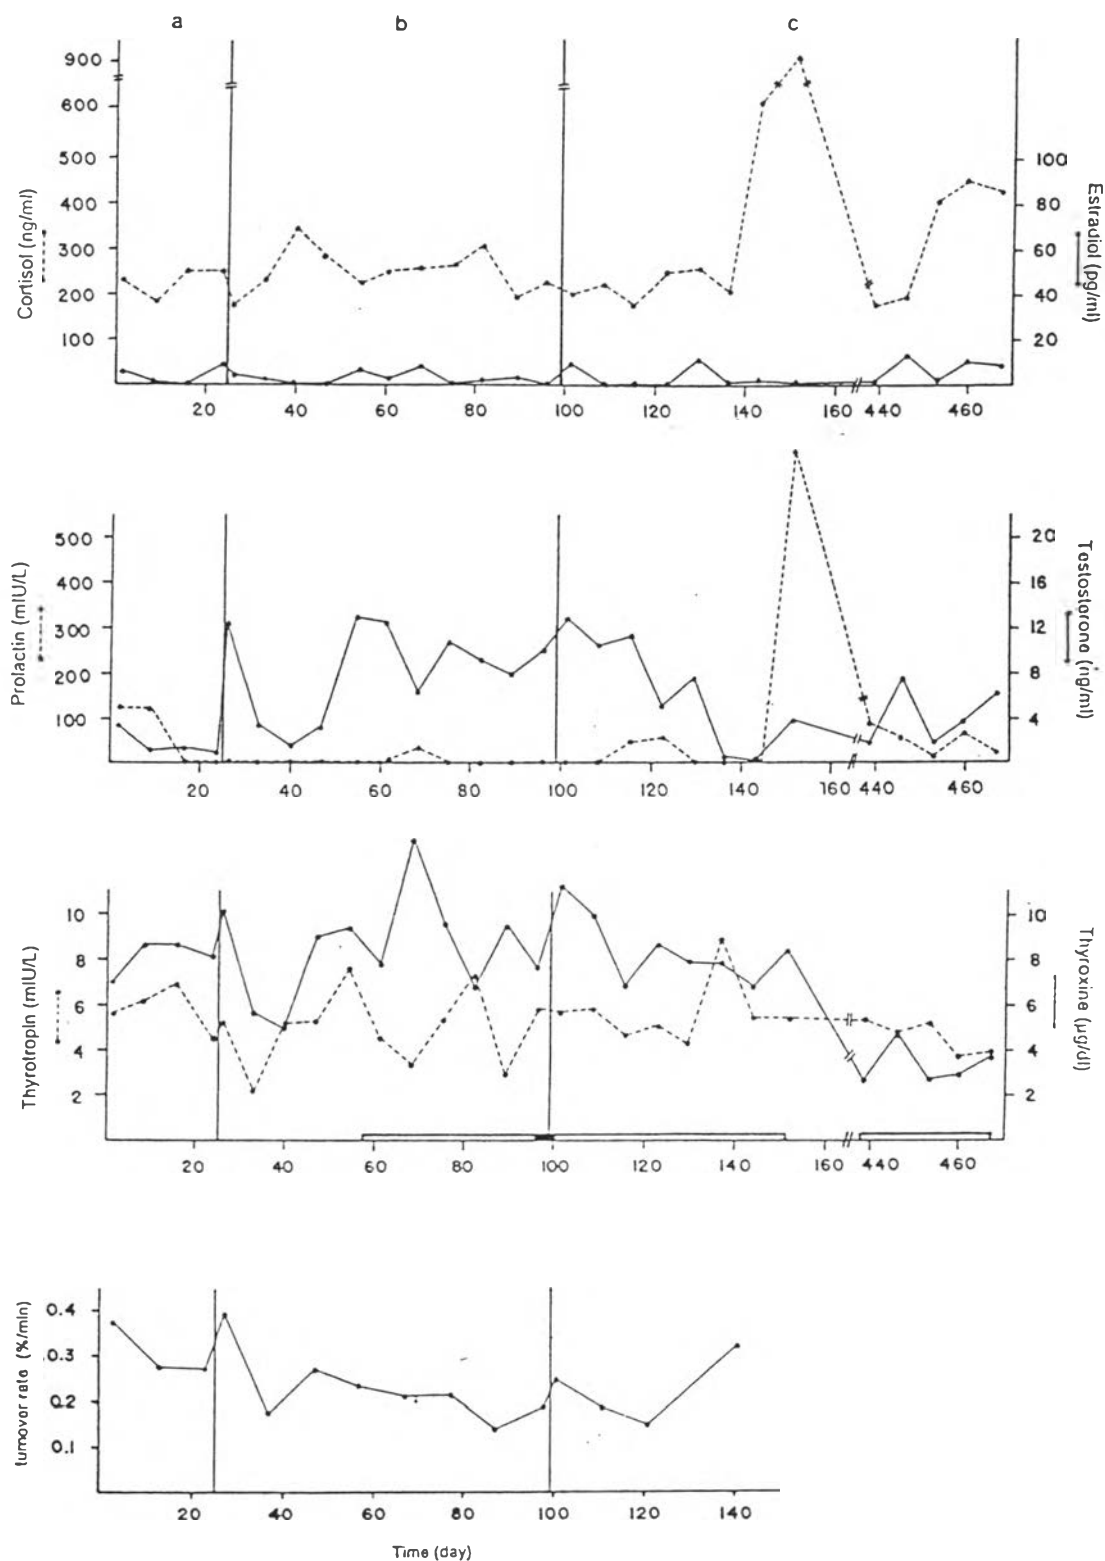 a b c
900
600
500
400
300
200
100
Cortisol (ng/ml)
100
80
60
40
20
Estradiol (pg/ml)
20 40 60 80 100 120 140 160 440 460
500
400
300
200
100
Prolactin (mIU/L)
20
16
12
8
4
Testostorono (ng/ml)
20 40 60 80 100 120 140 160 440 460
10
8
6
4
2
Thyrotropin (mIU/L)
10
8
6
4
2
Thyroxine (µg/dl)
20 40 60 80 100 120 140 160 440 460
0.4
0.3
0.2
0.1
turnover rate (%/min)
20 40 60 80 100 120 140
Time (day)